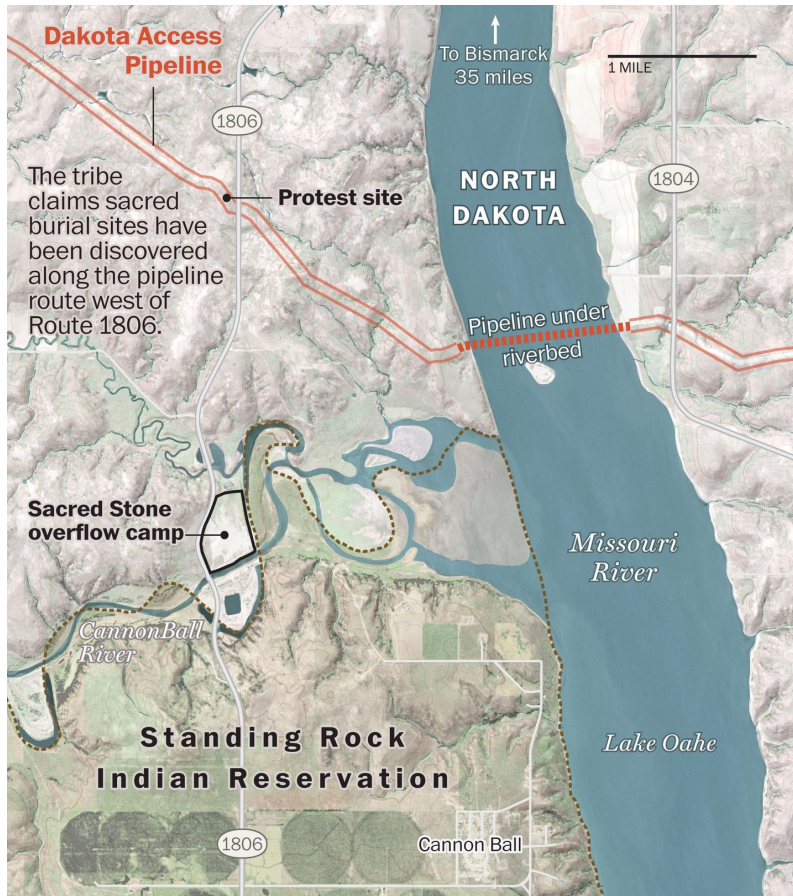 Dakota Access
Pipeline
To Bismarck
35 miles
1 MILE
1806
NORTH
DAKOTA
1804
Protest site
The tribe
claims sacred
burial sites have
been discovered
along the pipeline
route west of
Route 1806.
Pipeline under
riverbed
Sacred Stone
overflow camp
Missouri
River
CannonBall
River
Standing Rock
Indian Reservation
Lake Oahe
1806
Cannon Ball